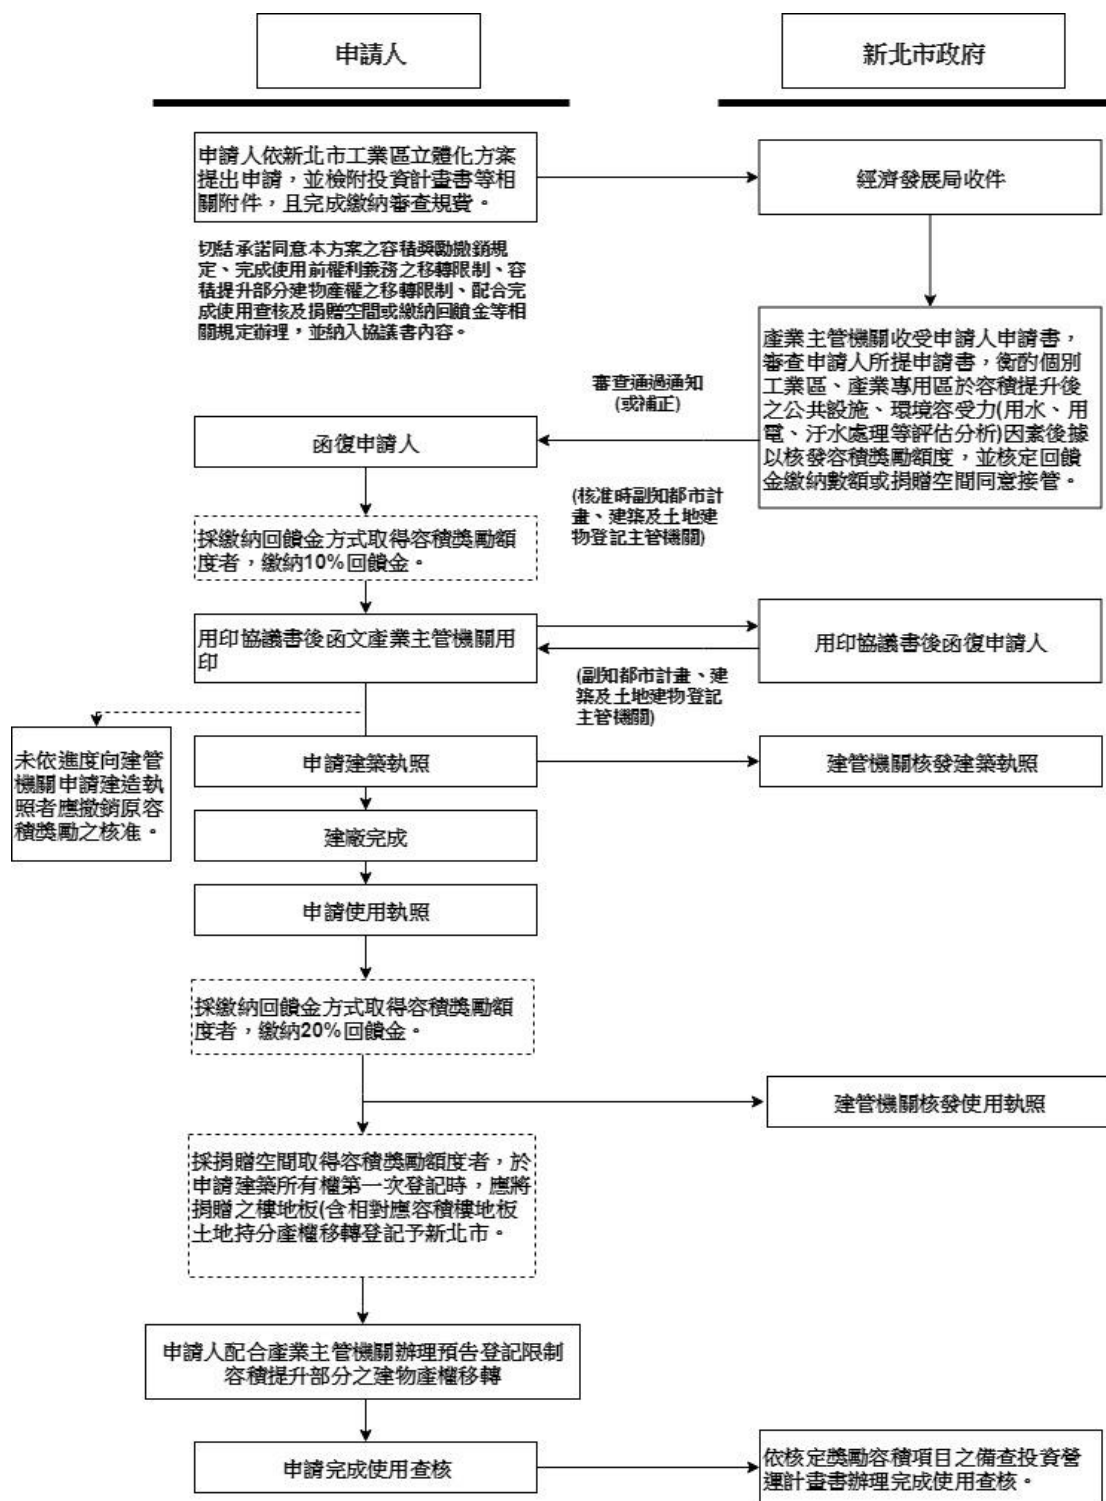 申請人
新北市政府
申請人依新北市工業區立體化方案
提出申請，並檢附投資計畫書等相
關附件，且完成繳納審查規費。
經濟發展局收件
切結承諾同意本方案之容積獎勵撤銷規
定、完成使用前權利義務之移轉限制、容
積提升部分建物產權之移轉限制、配合完
成使用查核及捐贈空間或繳納回饋金等相
關規定辦理，並納入協議書內容。
產業主管機關收受申請人申請書，
審查申請人所提申請書，衡酌個別
工業區、產業專用區於容積提升後
之公共設施、環境容受力(用水、用
電、汙水處理等評估分析)因素後據
以核發容積獎勵額度，並核定回饋
金繳納數額或捐贈空間同意接管。
審查通過通知
(或補正)
函復申請人
(核准時副知都市計
畫、建築及土地建
物登記主管機關)
採繳納回饋金方式取得容積獎勵額
度者，繳納10%回饋金。
用印協議書後函文產業主管機關用
印
用印協議書後函復申請人
(副知都市計畫、建
築及土地建物登記
主管機關)
未依進度向建管
機關申請建造執
照者應撤銷原容
積獎勵之核准。
申請建築執照
建管機關核發建築執照
建廠完成
申請使用執照
採繳納回饋金方式取得容積獎勵額
度者，繳納20%回饋金。
建管機關核發使用執照
採捐贈空間取得容積獎勵額度者，於
申請建築所有權第一次登記時，應將
捐贈之樓地板(含相對應容積樓地板
土地持分產權移轉登記予新北市。
申請人配合產業主管機關辦理預告登記限制
容積提升部分之建物產權移轉
申請完成使用查核
依核定獎勵容積項目之備查投資營
運計畫書辦理完成使用查核。